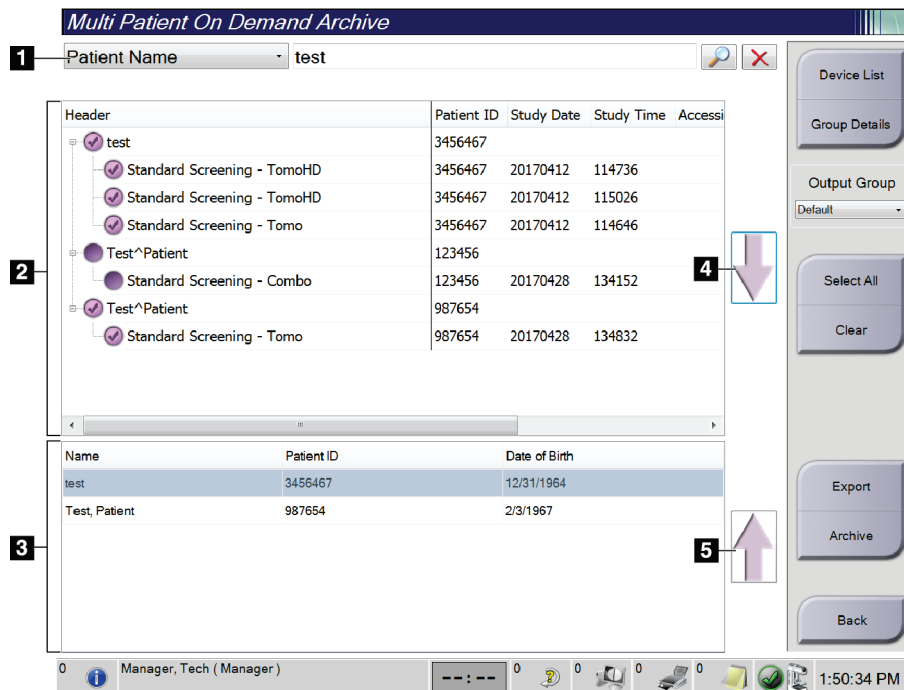 Multi Patient On Demand Archive
1
Patient Name test
Device List
Group Details
Output Group
Default
Select All
Clear
Export
Archive
Back
2
Header Patient ID Study Date Study Time Accessi
test 3456467
Standard Screening - TomoHD 3456467 20170412 114736
Standard Screening - TomoHD 3456467 20170412 115026
Standard Screening - Tomo 3456467 20170412 114646
Test^Patient 123456
Standard Screening - Combo 123456 20170428 134152
Test^Patient 987654
Standard Screening - Tomo 987654 20170428 134832
4
3
Name Patient ID Date of Birth
test 3456467 12/31/1964
Test, Patient 987654 2/3/1967
5
0 Manager, Tech ( Manager ) --:-- 0 0 0 0 1:50:34 PM